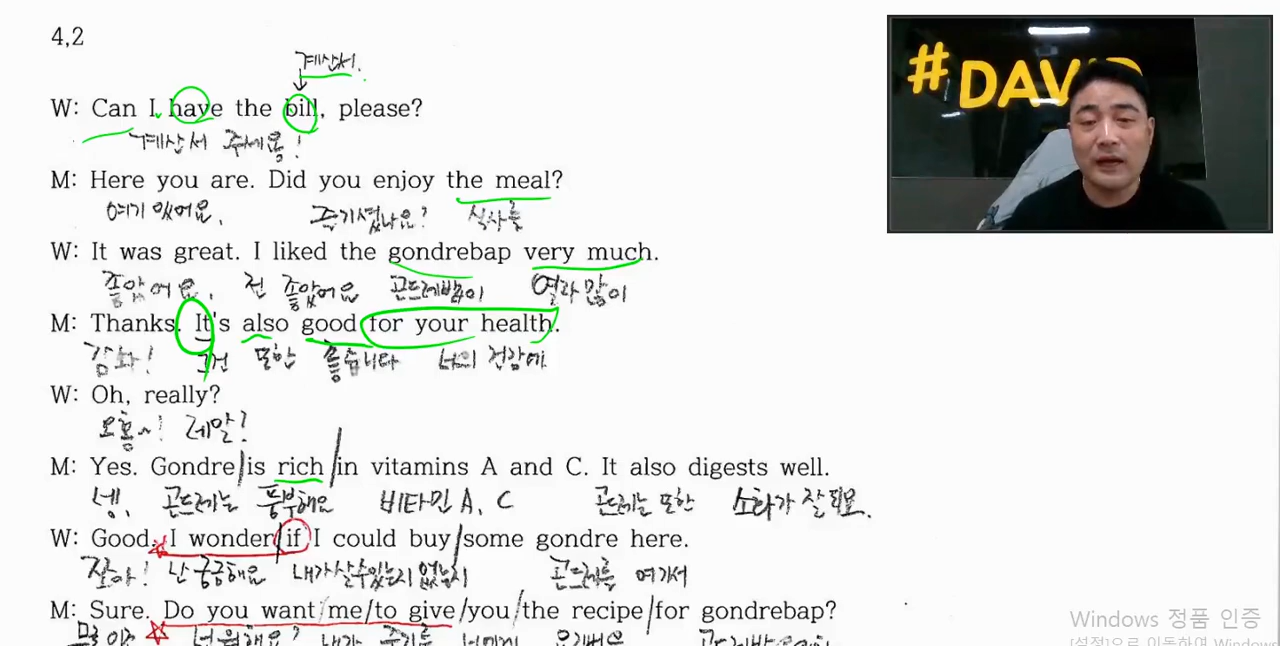 4,2
#DAVID
계산서.
W: Can I have the bill, please?
계산서 주세용!
M: Here you are. Did you enjoy the meal?
여기 있어요. 즐기셨나요? 식사를
W: It was great. I liked the gondrebap very much.
좋았어요, 전 좋았어요 곤드레밥이 열라 많이
M: Thanks. It's also good for your health.
감솨! 그건 또한 좋습니다 너의 건강에
W: Oh, really?
오홍~! 레알?
M: Yes. Gondre is rich in vitamins A and C. It also digests well.
넹, 곤드레는 풍부해요 비타민 A, C 곤드레는 또한 소화가 잘 되요.
W: Good. I wonder if I could buy some gondre here.
잘아! 난 궁금해요 내가 살수있는지 없는지 곤드레를 여기서
M: Sure. Do you want me to give you the recipe for gondrebap?
Windows 정품 인증